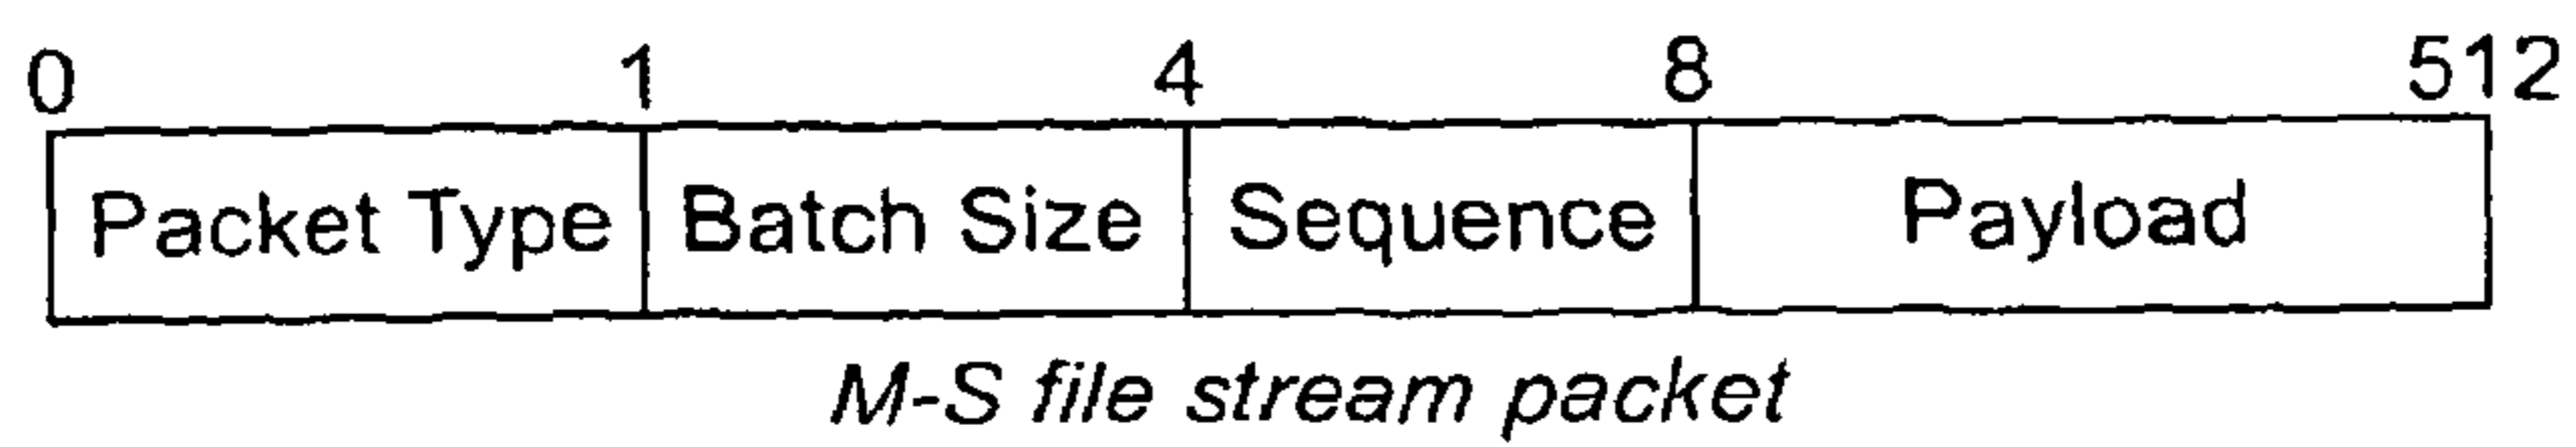 0 1 4 8 512
Packet Type Batch Size Sequence Payload
M-S file stream packet